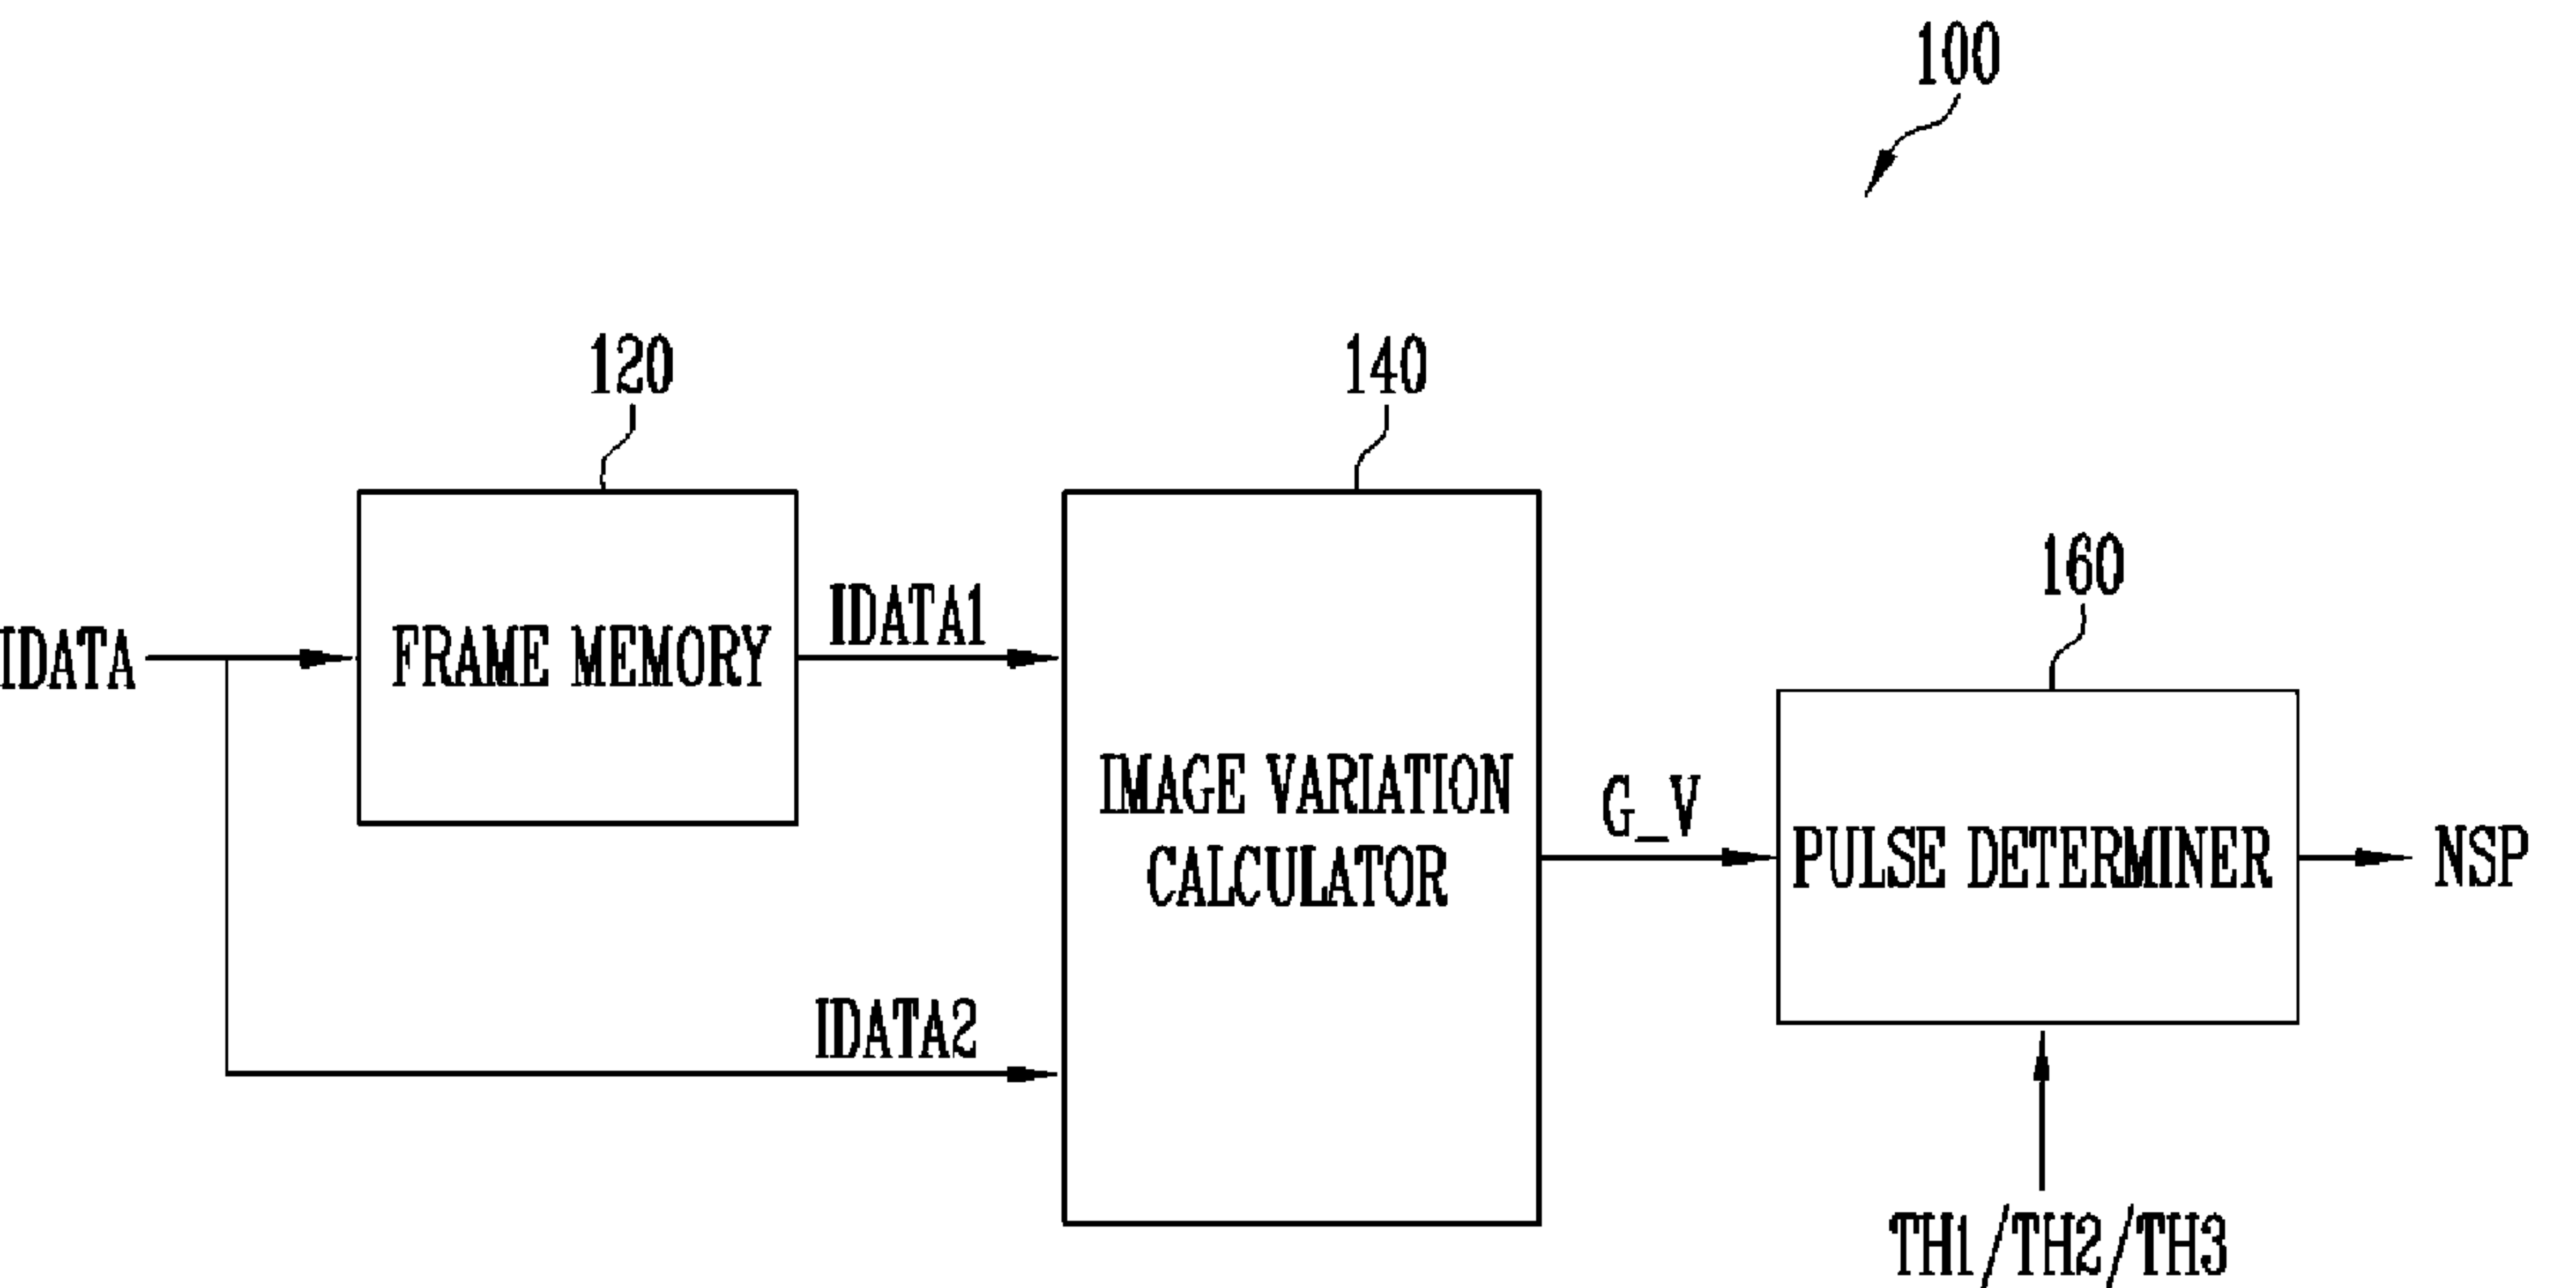 100
120
140
160
IDATA
FRAME MEMORY
IDATA1
IMAGE VARIATION
CALCULATOR
G_V
PULSE DETERMINER
NSP
IDATA2
TH1/TH2/TH3